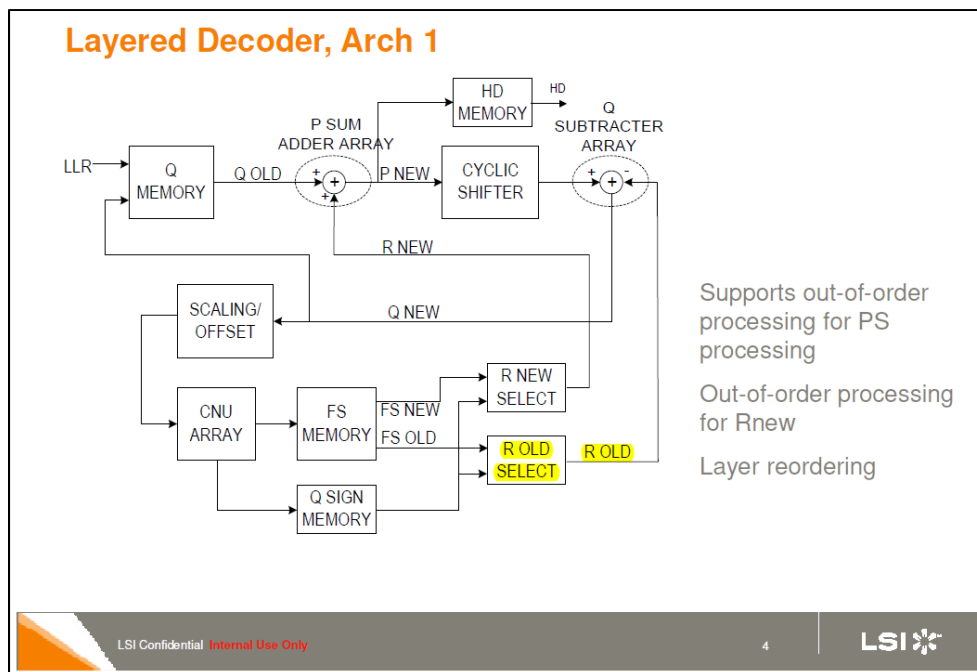 Layered Decoder, Arch 1
HD
MEMORY
HD
Q
SUBTRACTER
ARRAY
P SUM
ADDER ARRAY
LLR
Q
MEMORY
Q OLD
+
+
+
P NEW
CYCLIC
SHIFTER
+
-
+
R NEW
SCALING/
OFFSET
Q NEW
CNU
ARRAY
FS
MEMORY
FS NEW
FS OLD
R NEW
SELECT
R OLD
SELECT
R OLD
Q SIGN
MEMORY
Supports out-of-order
processing for PS
processing
Out-of-order processing
for Rnew
Layer reordering
LSI Confidential Internal Use Only
4
LSI